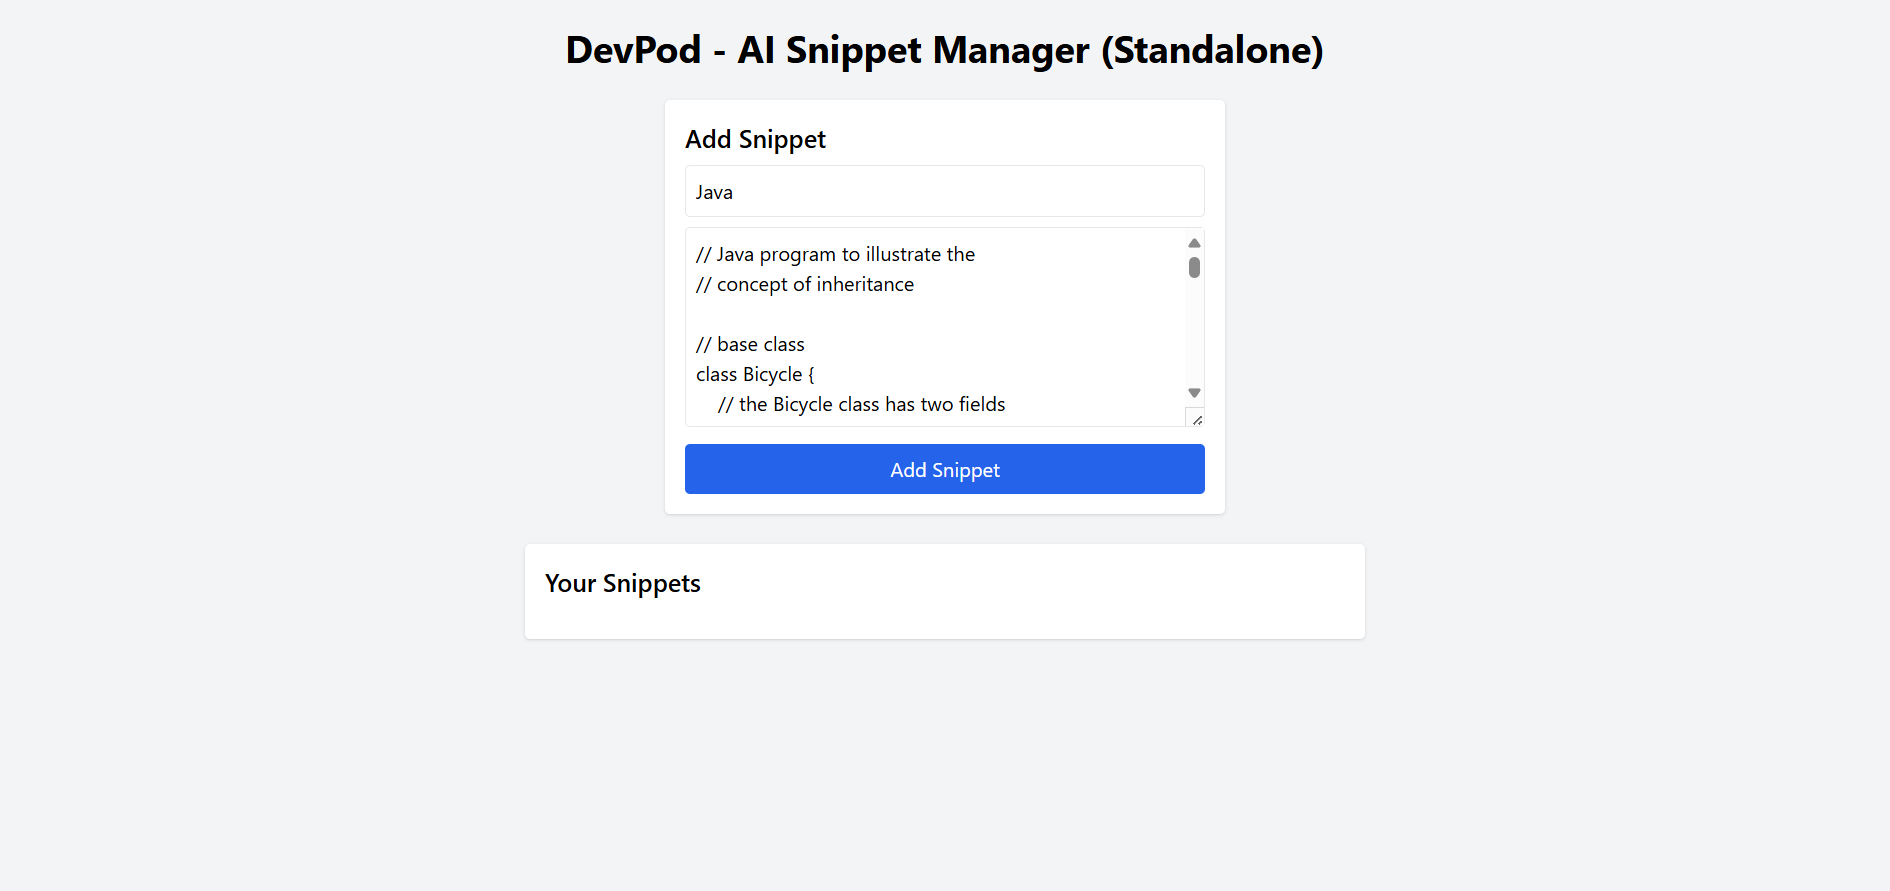 DevPod - AI Snippet Manager (Standalone)
Add Snippet
Java
// Java program to illustrate the
// concept of inheritance
// base class
class Bicycle {
// the Bicycle class has two fields
Add Snippet
Your Snippets